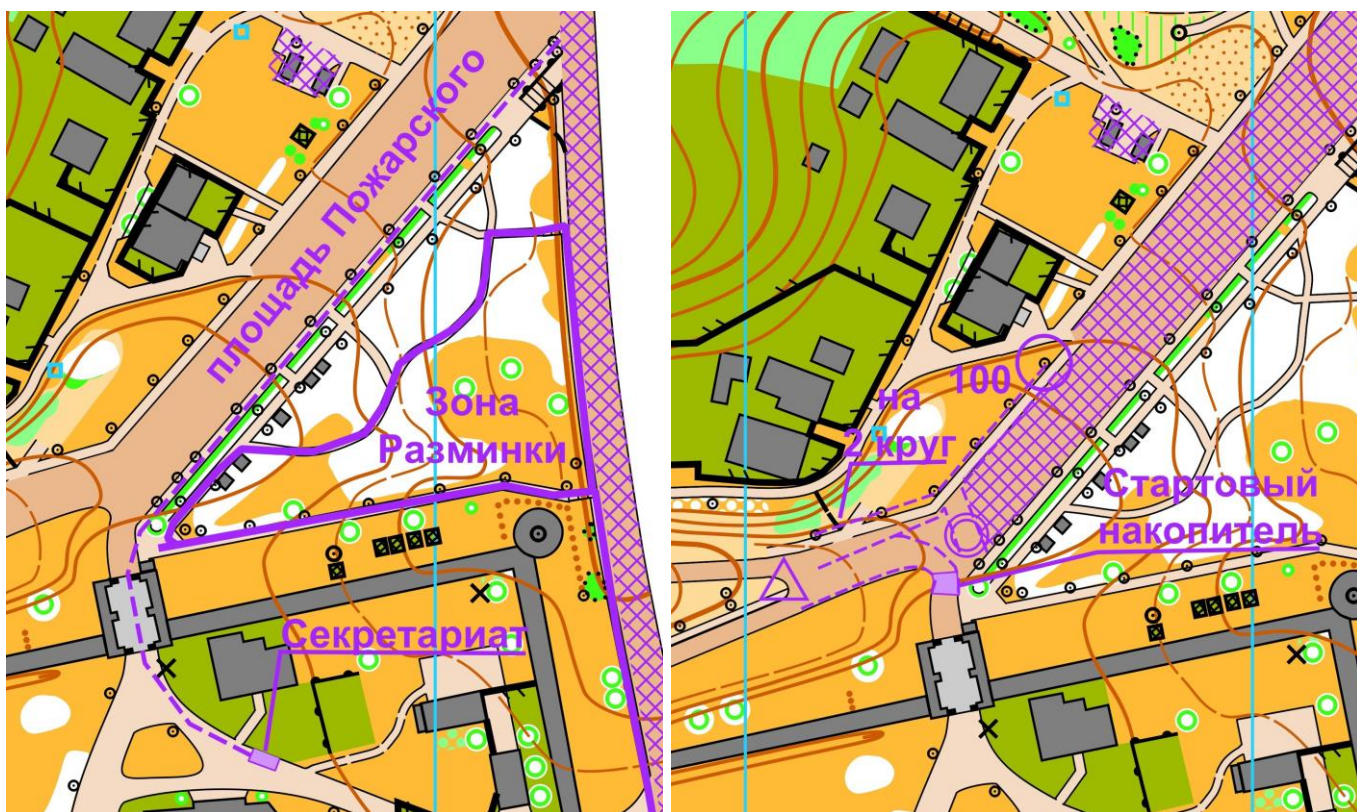 площадь Пожарского
Зона
Разминки
Секретариат
100
на
2 круг
Стартовый
накопитель